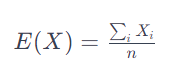 E(X) = \frac{\sum_i X_i}{n}